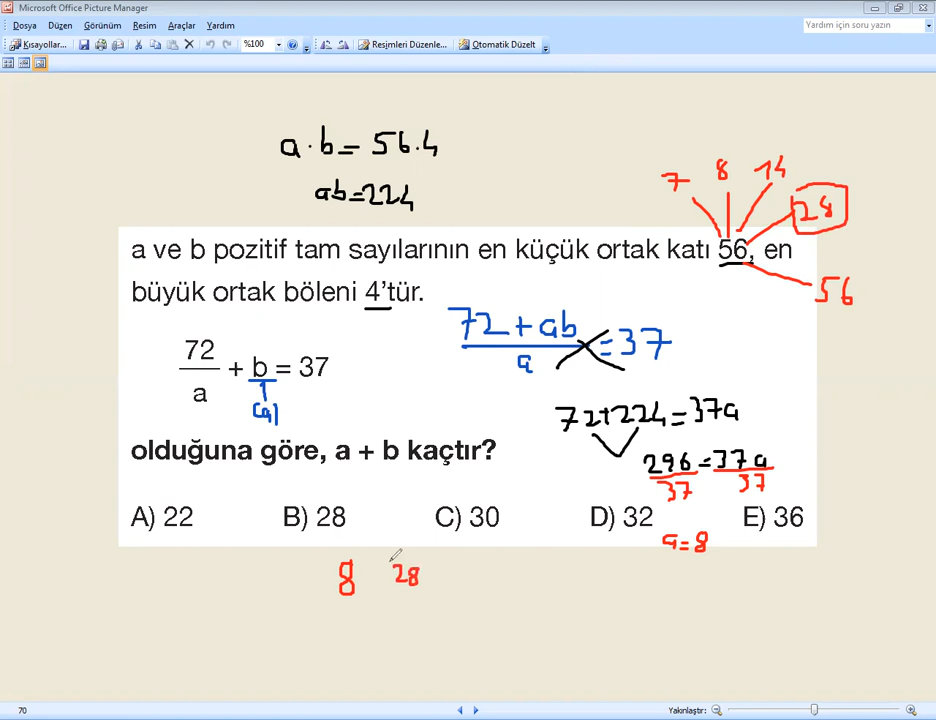 Microsoft Office Picture Manager
Dosya Düzen Görünüm Resim Araçlar Yardım
Yardım için soru yazın
Kısayollar... %100 Resimleri Düzenle... Otomatik Düzelt
a · b = 56 · 4
ab = 224
7 8 14 28 56
a ve b pozitif tam sayılarının en küçük ortak katı 56, en
büyük ortak böleni 4'tür.
72/a + b = 37
(a)
72 + ab / a = 37
72 + 224 = 37a
296/37 = 37a/37
a = 8
olduğuna göre, a + b kaçtır?
A) 22 B) 28 C) 30 D) 32 E) 36
8 28
70
Yakınlaştır: